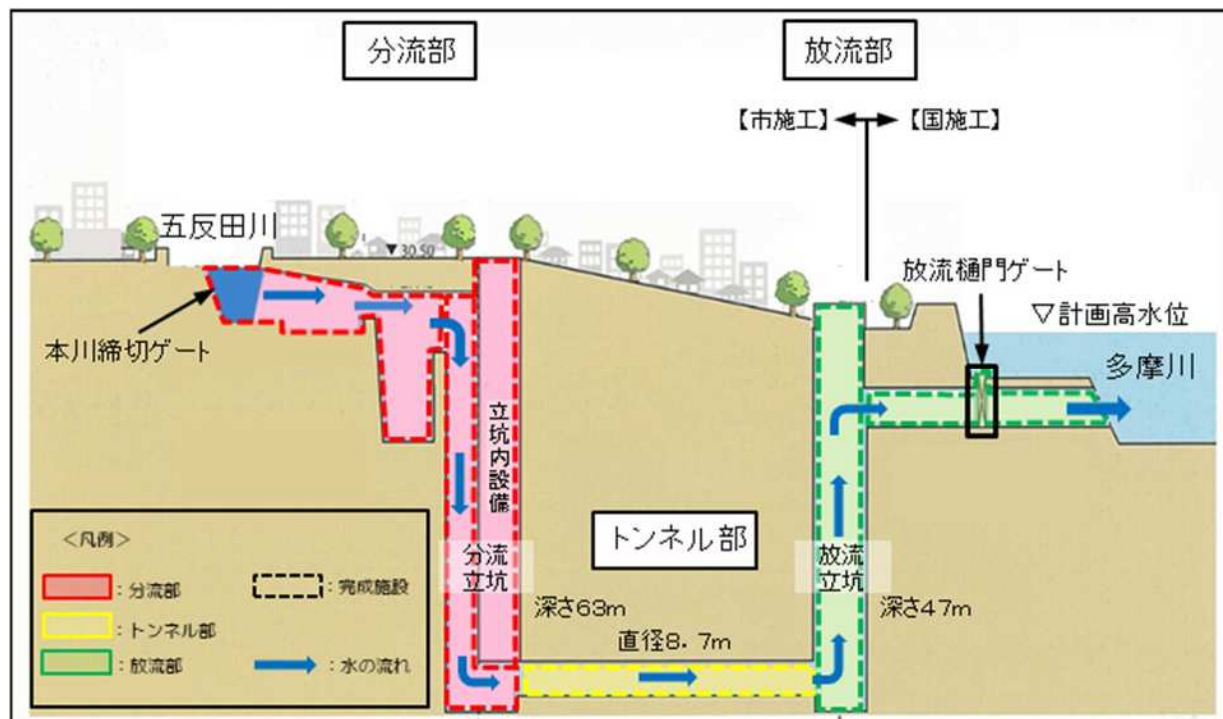 分流部
放流部
【市施工】
【国施工】
五反田川
▼30.50
放流樋門ゲート
▽計画高水位
本川締切ゲート
多摩川
立坑内設備
トンネル部
分流
立坑
放流
立坑
深さ63m
深さ47m
直径8.7m
<凡例>
:分流部
:完成施設
:トンネル部
:放流部
:水の流れ